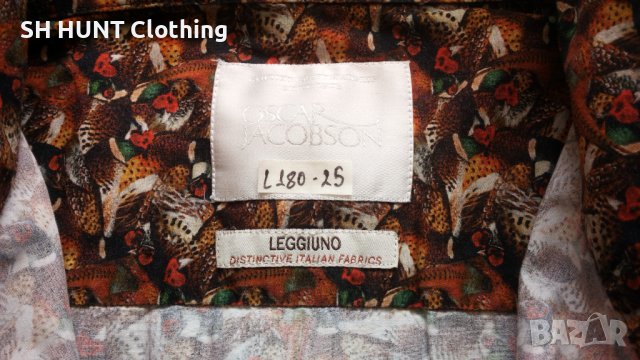 SH HUNT Clothing
OSCAR
JACOBSON
L 180-25
LEGGIUNO
DISTINCTIVE ITALIAN FABRICS
BAZAR